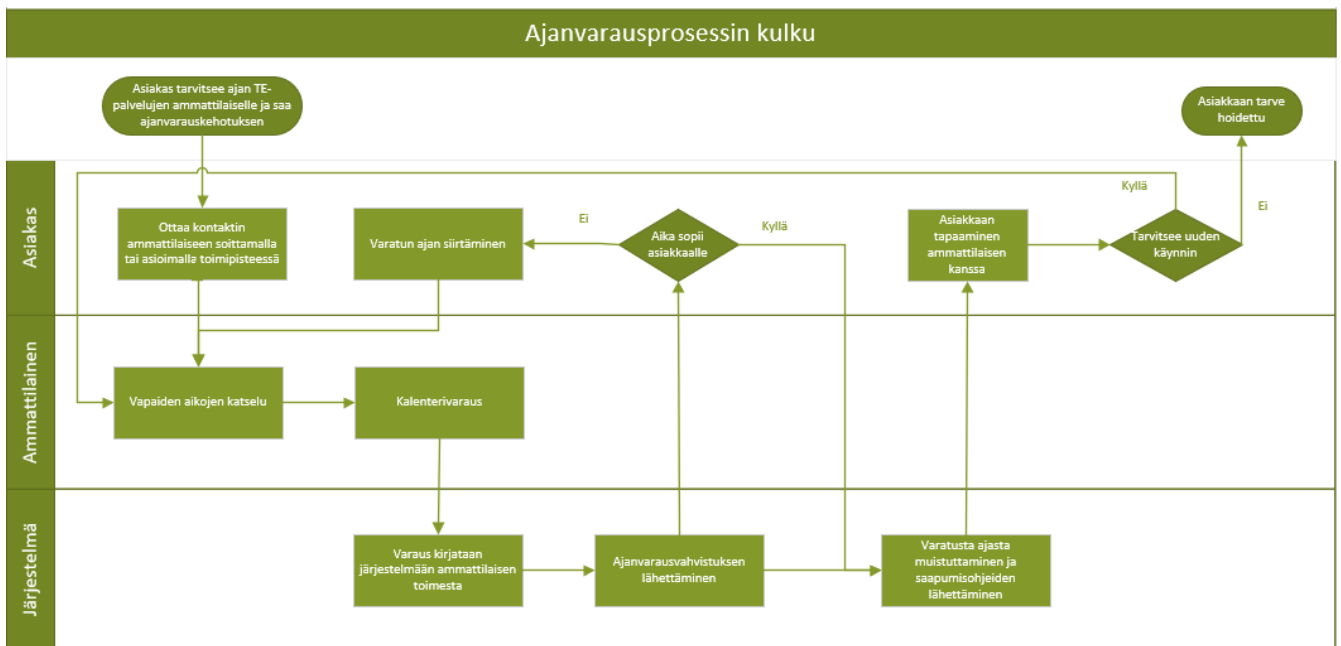 Ajanvarausprosessin kulku
Asiakas tarvitsee ajan TE-
palvelujen ammattilaiselle ja saa
ajanvarauskehotuksen
Asiakkaan tarve
hoidettu
Asiakas
Kyllä
Ottaa kontaktin
ammattilaiseen soittamalla
tai asioimalla toimipisteessä
Varatun ajan siirtäminen
Ei
Aika sopii
asiakkaalle
Kyllä
Asiakkaan
tapaaminen
ammattilaisen
kanssa
Tarvitsee uuden
käynnin
Ei
Ammattilainen
Vapaiden aikojen katselu
Kalenterivaraus
Järjestelmä
Varaus kirjataan
järjestelmään ammattilaisen
toimesta
Ajanvarausvahvistuksen
lähettäminen
Varatusta ajasta
muistuttaminen ja
saapumisohjeiden
lähettäminen